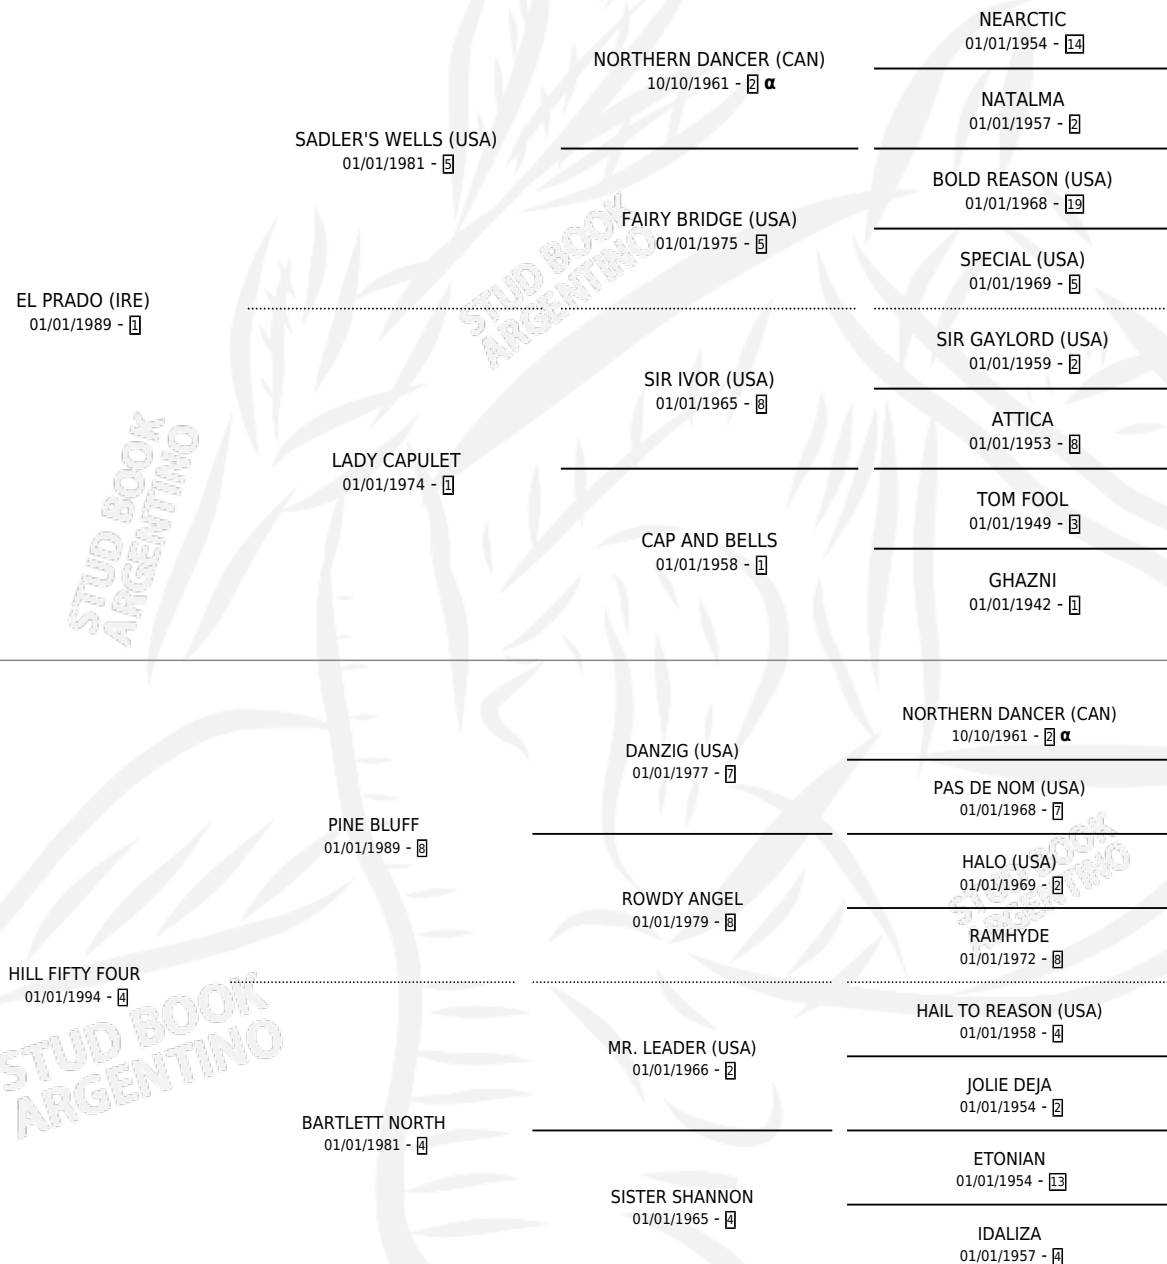 NEARCTIC
01/01/1954 - 14
NORTHERN DANCER (CAN)
10/10/1961 - 2 α
NATALMA
01/01/1957 - 2
SADLER'S WELLS (USA)
01/01/1981 - 5
BOLD REASON (USA)
01/01/1968 - 19
FAIRY BRIDGE (USA)
01/01/1975 - 5
SPECIAL (USA)
01/01/1969 - 5
EL PRADO (IRE)
01/01/1989 - 1
SIR GAYLORD (USA)
01/01/1959 - 2
SIR IVOR (USA)
01/01/1965 - 8
ATTICA
01/01/1953 - 8
LADY CAPULET
01/01/1974 - 1
TOM FOOL
01/01/1949 - 3
CAP AND BELLS
01/01/1958 - 1
GHAZNI
01/01/1942 - 1
NORTHERN DANCER (CAN)
10/10/1961 - 2 α
DANZIG (USA)
01/01/1977 - 7
PAS DE NOM (USA)
01/01/1968 - 7
PINE BLUFF
01/01/1989 - 8
HALO (USA)
01/01/1969 - 2
ROWDY ANGEL
01/01/1979 - 8
RAMHYDE
01/01/1972 - 8
HILL FIFTY FOUR
01/01/1994 - 4
HAIL TO REASON (USA)
01/01/1958 - 4
MR. LEADER (USA)
01/01/1966 - 2
JOLIE DEJA
01/01/1954 - 2
BARTLETT NORTH
01/01/1981 - 4
ETONIAN
01/01/1954 - 13
SISTER SHANNON
01/01/1965 - 4
IDALIZA
01/01/1957 - 4
STUD BOOK
ARGENTINO
STUD BOOK
ARGENTINO
STUD BOOK
ARGENTINO
STUD BOOK
ARGENTINO